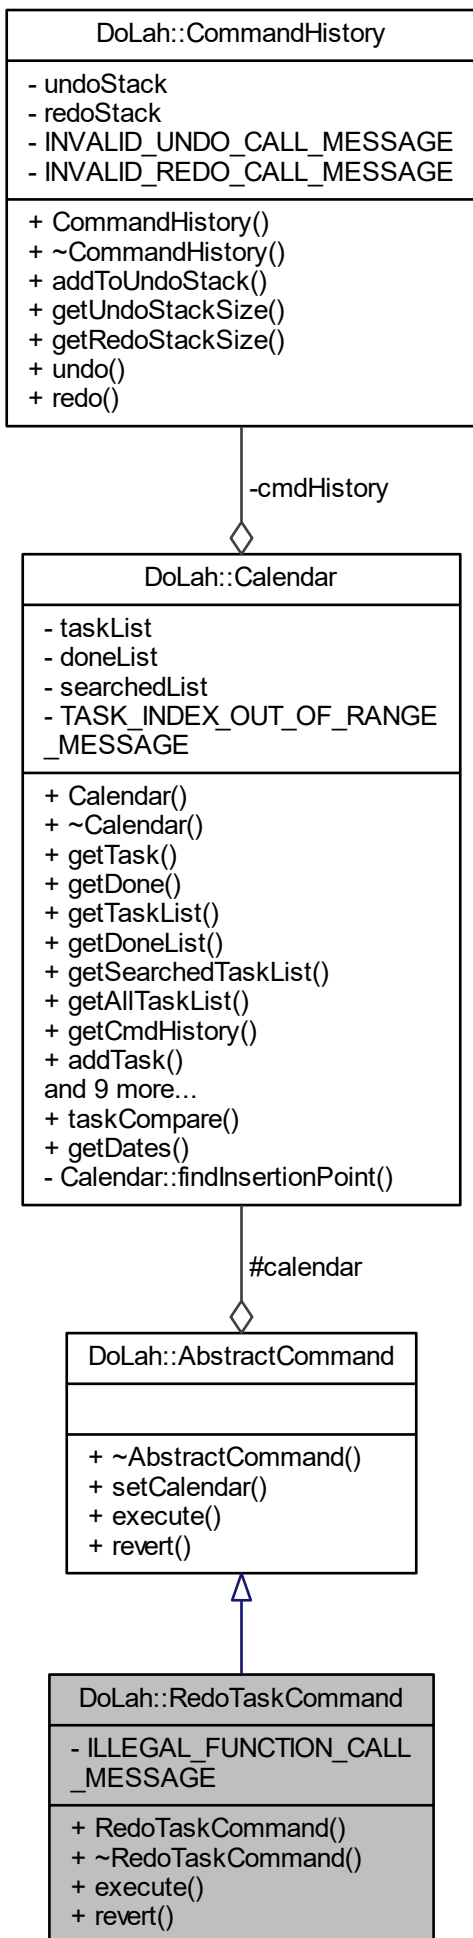 DoLah::CommandHistory
- undoStack
- redoStack
- INVALID_UNDO_CALL_MESSAGE
- INVALID_REDO_CALL_MESSAGE
+ CommandHistory()
+ ~CommandHistory()
+ addToUndoStack()
+ getUndoStackSize()
+ getRedoStackSize()
+ undo()
+ redo()
-cmdHistory
DoLah::Calendar
- taskList
- doneList
- searchedList
- TASK_INDEX_OUT_OF_RANGE
_MESSAGE
+ Calendar()
+ ~Calendar()
+ getTask()
+ getDone()
+ getTaskList()
+ getDoneList()
+ getSearchedTaskList()
+ getAllTaskList()
+ getCmdHistory()
+ addTask()
and 9 more...
+ taskCompare()
+ getDates()
- Calendar::findInsertionPoint()
#calendar
DoLah::AbstractCommand
+ ~AbstractCommand()
+ setCalendar()
+ execute()
+ revert()
DoLah::RedoTaskCommand
- ILLEGAL_FUNCTION_CALL
_MESSAGE
+ RedoTaskCommand()
+ ~RedoTaskCommand()
+ execute()
+ revert()